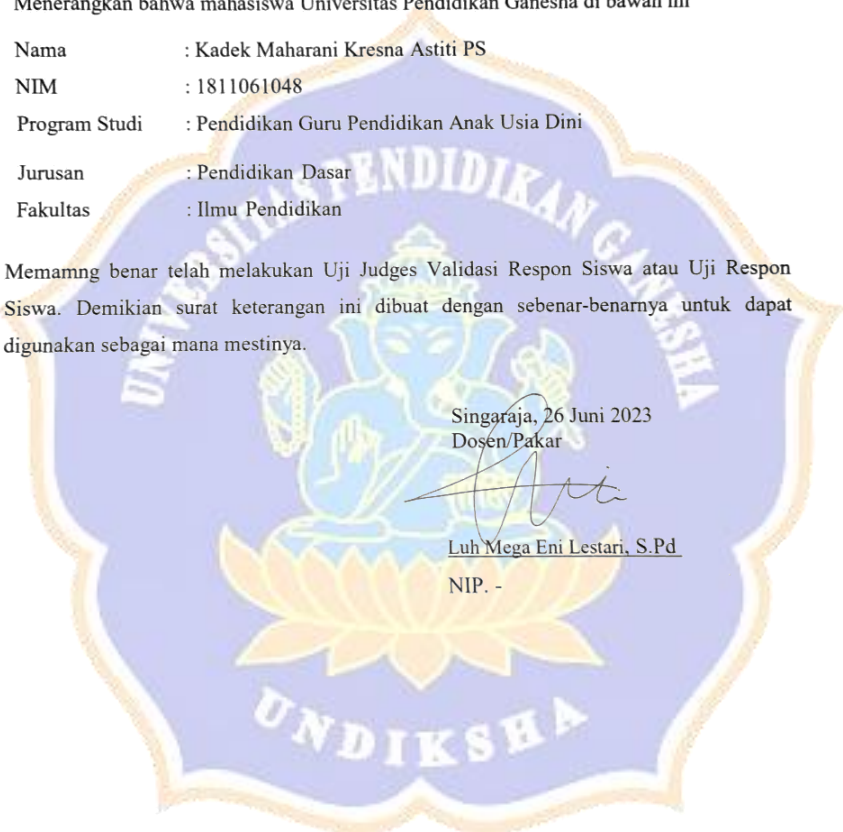 Menerangkan bahwa mahasiswa Universitas Pendidikan Ganesha di bawah ini
Nama : Kadek Maharani Kresna Astiti PS
NIM : 1811061048
Program Studi : Pendidikan Guru Pendidikan Anak Usia Dini
Jurusan : Pendidikan Dasar
Fakultas : Ilmu Pendidikan
Memamng benar telah melakukan Uji Judges Validasi Respon Siswa atau Uji Respon
Siswa. Demikian surat keterangan ini dibuat dengan sebenar-benarnya untuk dapat
digunakan sebagai mana mestinya.
Singaraja, 26 Juni 2023
Dosen/Pakar
Luh Mega Eni Lestari, S.Pd
NIP. -
UNIVERSITAS PENDIDIKAN GANESHA
UNDIKSHA